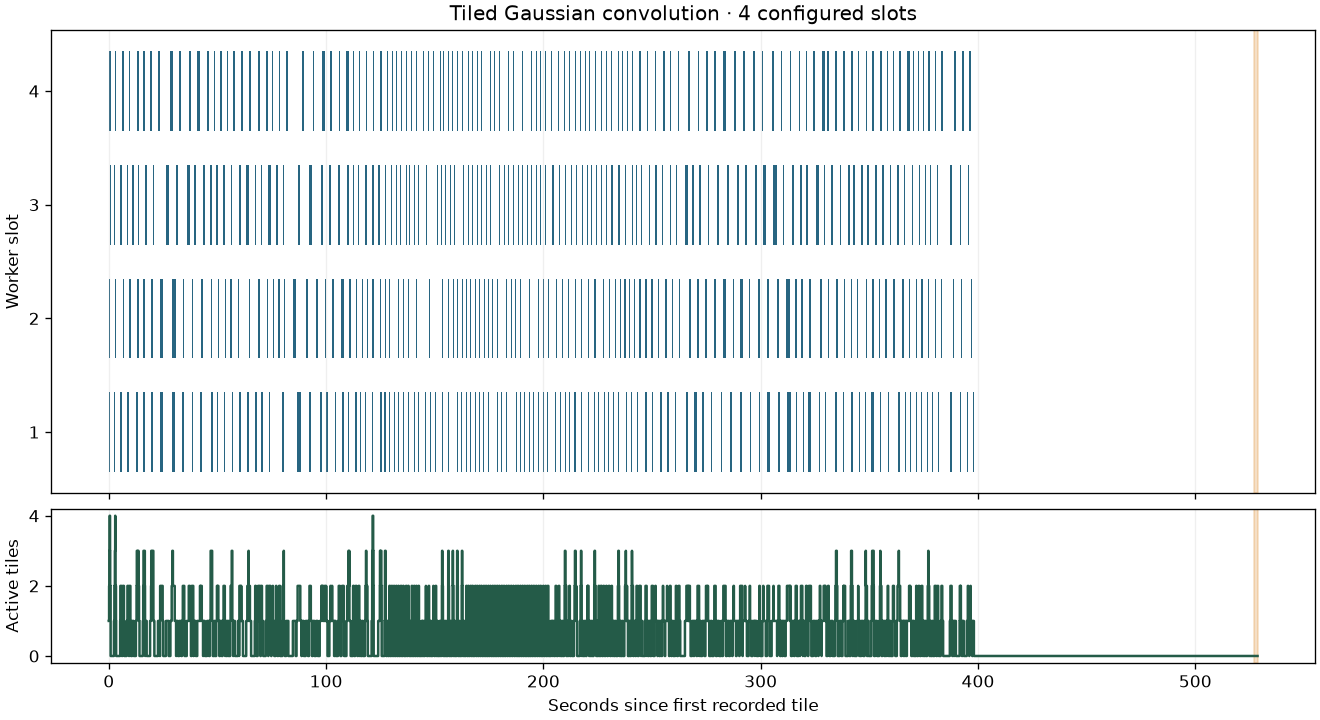 Tiled Gaussian convolution · 4 configured slots
Worker slot
4
3
2
1
Active tiles
4
2
0
0 100 200 300 400 500
Seconds since first recorded tile